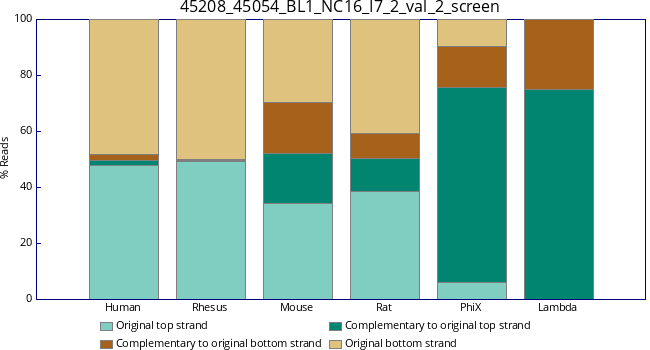 45208_45054_BL1_NC16_I7_2_val_2_screen
% Reads
100
80
60
40
20
0
Human Rhesus Mouse Rat PhiX Lambda
Original top strand Complementary to original top strand
Complementary to original bottom strand Original bottom strand